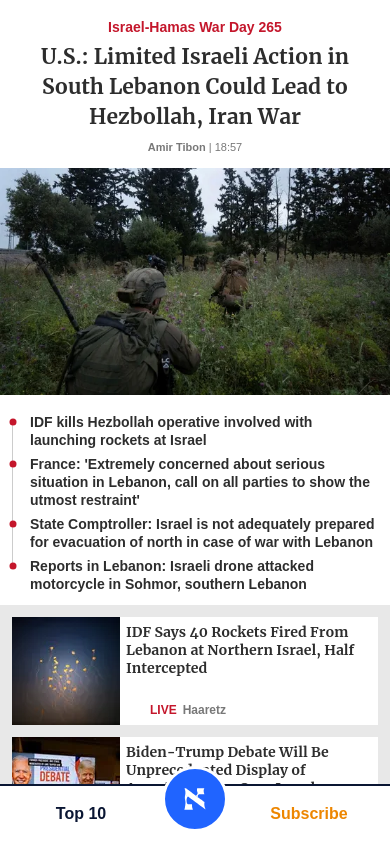 Israel-Hamas War Day 265
U.S.: Limited Israeli Action in
South Lebanon Could Lead to
Hezbollah, Iran War
Amir Tibon | 18:57
IDF kills Hezbollah operative involved with
launching rockets at Israel
France: 'Extremely concerned about serious
situation in Lebanon, call on all parties to show the
utmost restraint'
State Comptroller: Israel is not adequately prepared
for evacuation of north in case of war with Lebanon
Reports in Lebanon: Israeli drone attacked
motorcycle in Sohmor, southern Lebanon
IDF Says 40 Rockets Fired From
Lebanon at Northern Israel, Half
Intercepted
LIVE Haaretz
PRESIDENTIAL
DEBATE
Biden-Trump Debate Will Be
Display of
Top 10
Subscribe